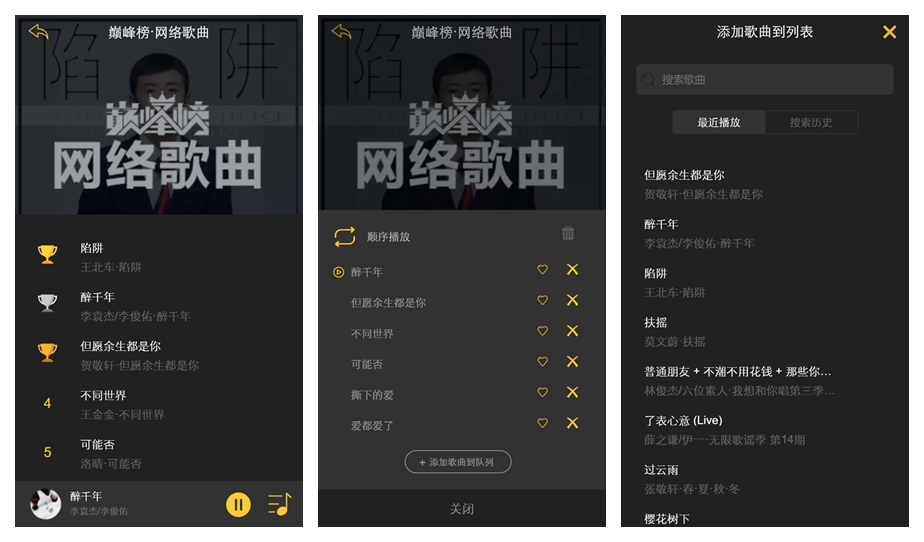 巅峰榜·网络歌曲
陷阱
巅峰榜
网络歌曲
陷阱
王北车·陷阱
醉千年
李袁杰/李俊佑·醉千年
但愿余生都是你
贺敬轩·但愿余生都是你
4
不同世界
王金金·不同世界
5
可能否
洛晴·可能否
醉千年
李袁杰/李俊佑
巅峰榜·网络歌曲
陷阱
巅峰榜
网络歌曲
顺序播放
醉千年
但愿余生都是你
不同世界
可能否
撕下的爱
爱都爱了
+ 添加歌曲到队列
关闭
添加歌曲到列表
搜索歌曲
最近播放
搜索历史
但愿余生都是你
贺敬轩·但愿余生都是你
醉千年
李袁杰/李俊佑·醉千年
陷阱
王北车·陷阱
扶摇
莫文蔚·扶摇
普通朋友 + 不潮不用花钱 + 那些你…
林俊杰/六位素人·我想和你唱第三季…
了表心意 (Live)
薛之谦/伊一·无限歌谣季 第14期
过云雨
张敬轩·春·夏·秋·冬
樱花树下